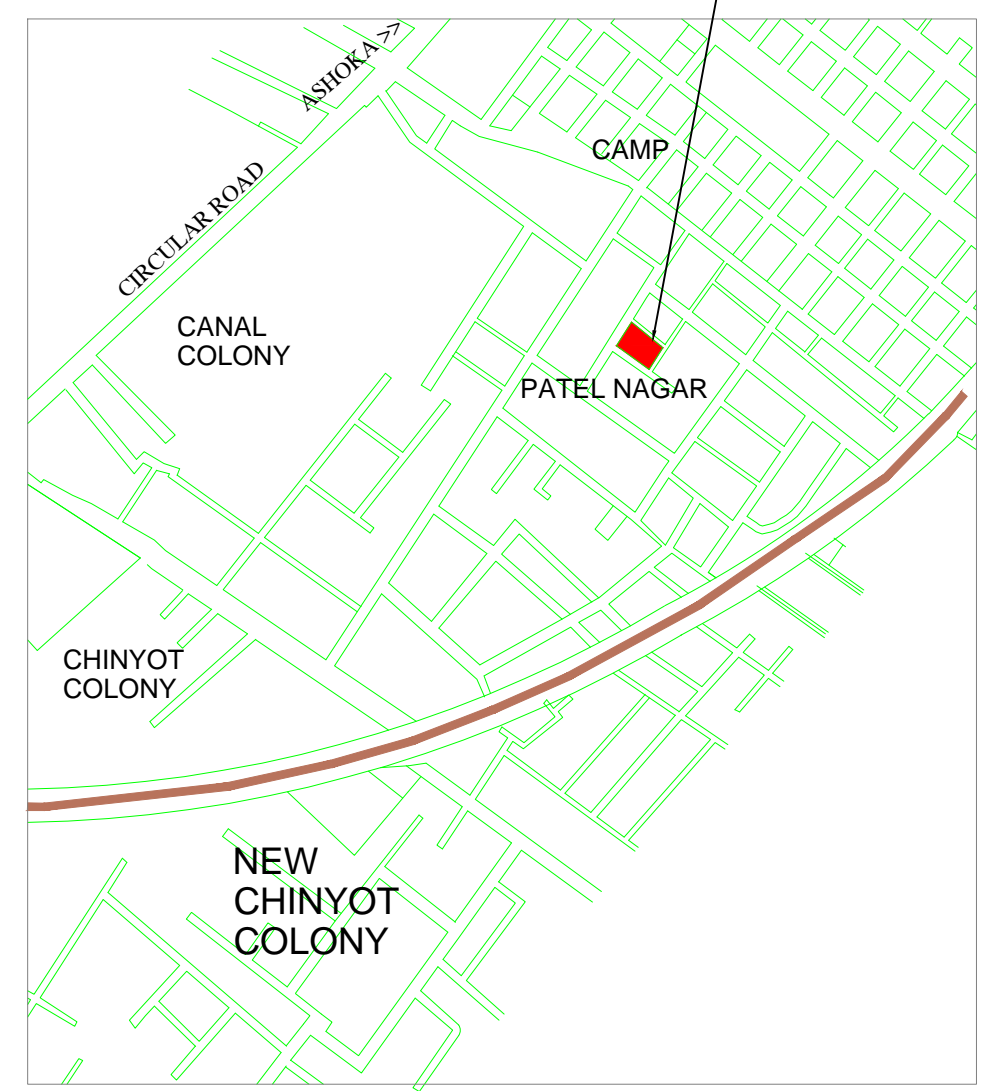 ASHOKA >>
CAMP
CIRCULAR ROAD
CANAL
COLONY
PATEL NAGAR
CHINYOT
COLONY
NEW
CHINYOT
COLONY